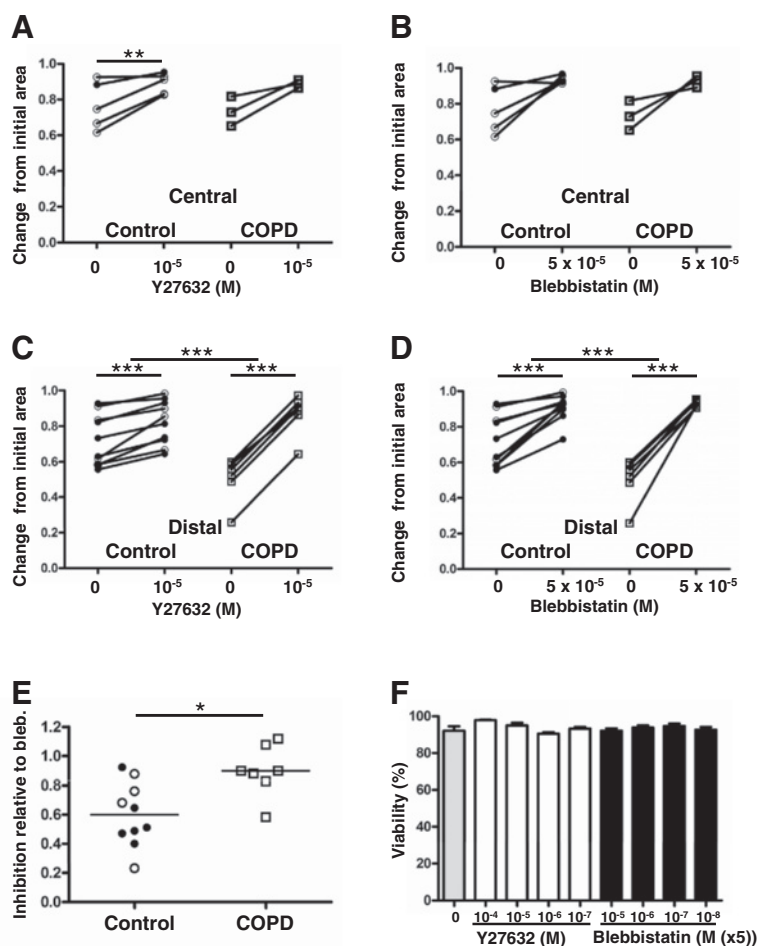 A
**
Change from initial area
1.0
0.8
0.6
0.4
0.2
0.0
Central
Control COPD
0 10⁻⁵ 0 10⁻⁵
Y27632 (M)
B
Change from initial area
1.0
0.8
0.6
0.4
0.2
0.0
Central
Control COPD
0 5 x 10⁻⁵ 0 5 x 10⁻⁵
Blebbistatin (M)
C
***
*** ***
Change from initial area
1.0
0.8
0.6
0.4
0.2
0.0
Distal
Control COPD
0 10⁻⁵ 0 10⁻⁵
Y27632 (M)
D
***
*** ***
Change from initial area
1.0
0.8
0.6
0.4
0.2
0.0
Distal
Control COPD
0 5 x 10⁻⁵ 0 5 x 10⁻⁵
Blebbistatin (M)
E
*
Inhibition relative to bleb.
1.2
1.0
0.8
0.6
0.4
0.2
0.0
Control COPD
F
Viability (%)
100
80
60
40
20
0
0 10⁻⁴ 10⁻⁵ 10⁻⁶ 10⁻⁷ 10⁻⁵ 10⁻⁶ 10⁻⁷ 10⁻⁸
Y27632 (M) Blebbistatin (M (x5))